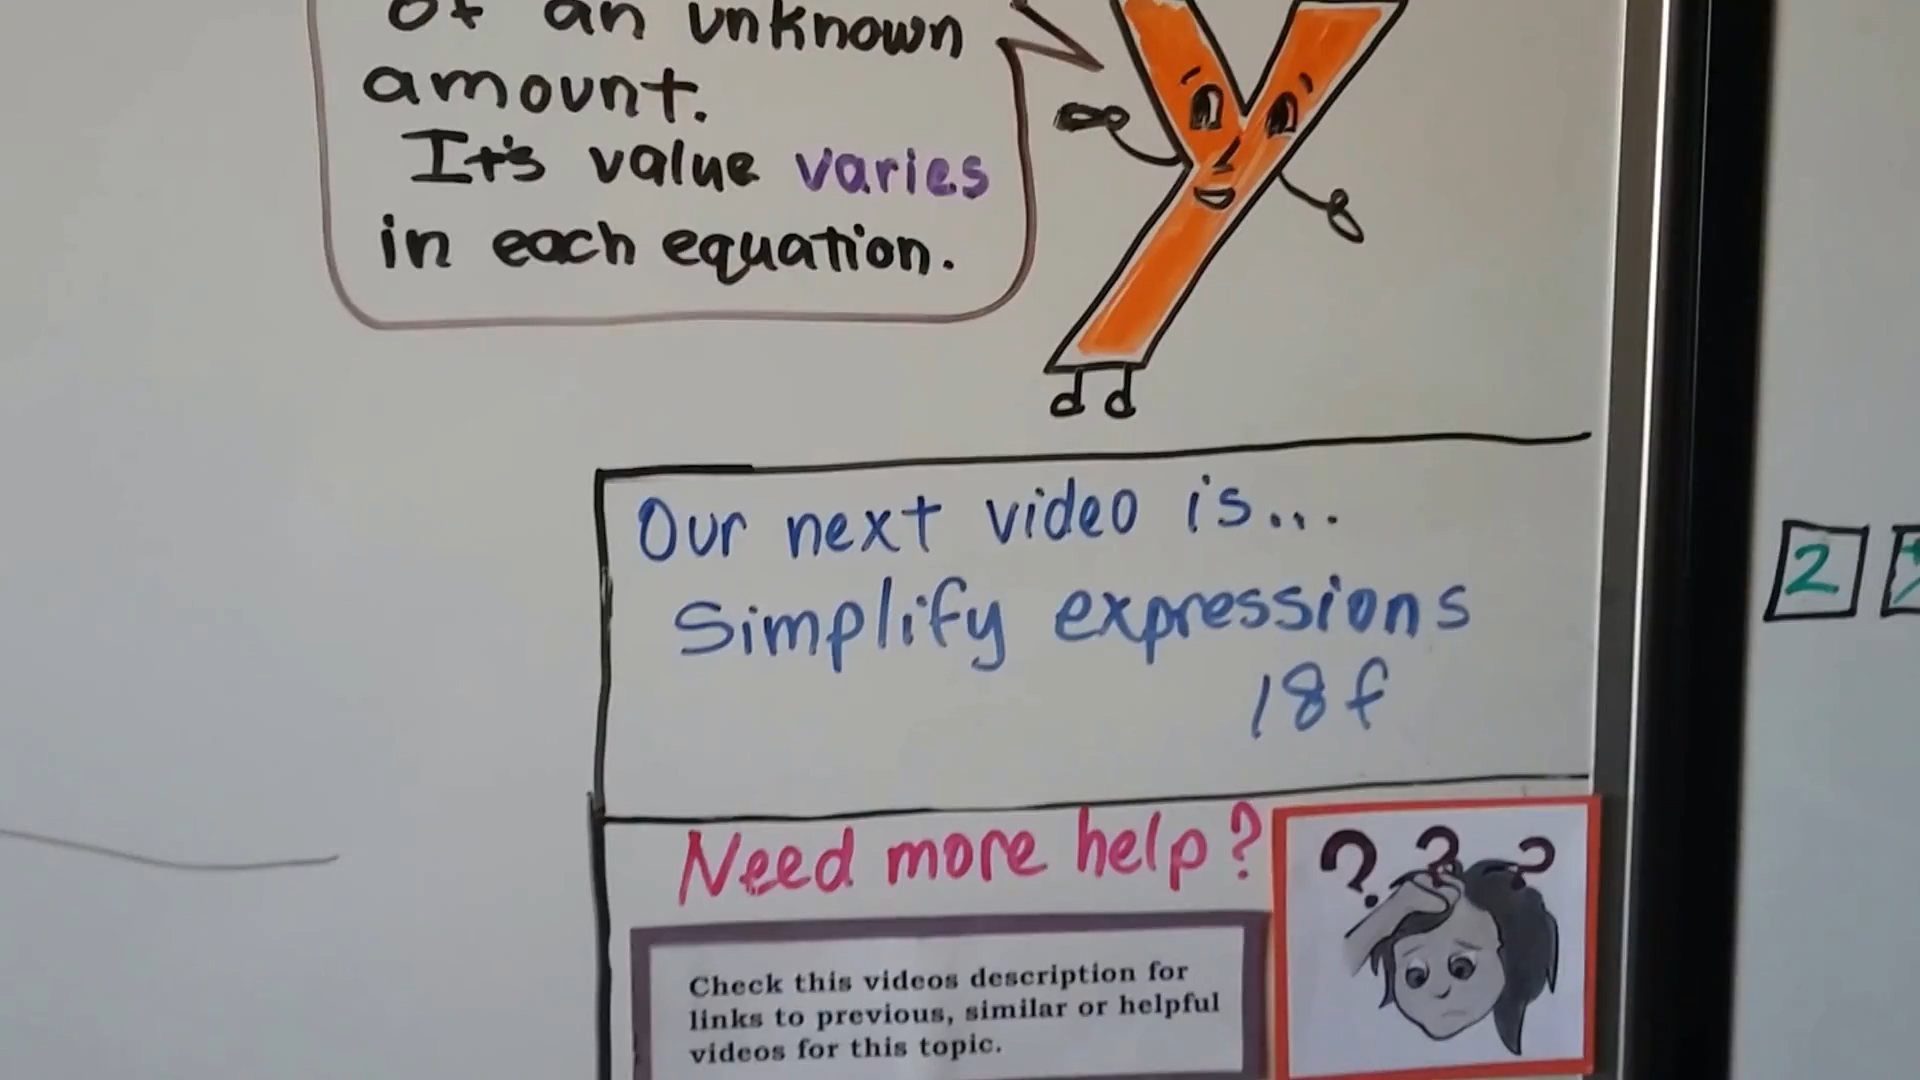 of an unknown
amount.
It's value varies
in each equation.
Our next video is...
Simplify expressions
18f
2
Need more help?
? ? ?
Check this videos description for
links to previous, similar or helpful
videos for this topic.